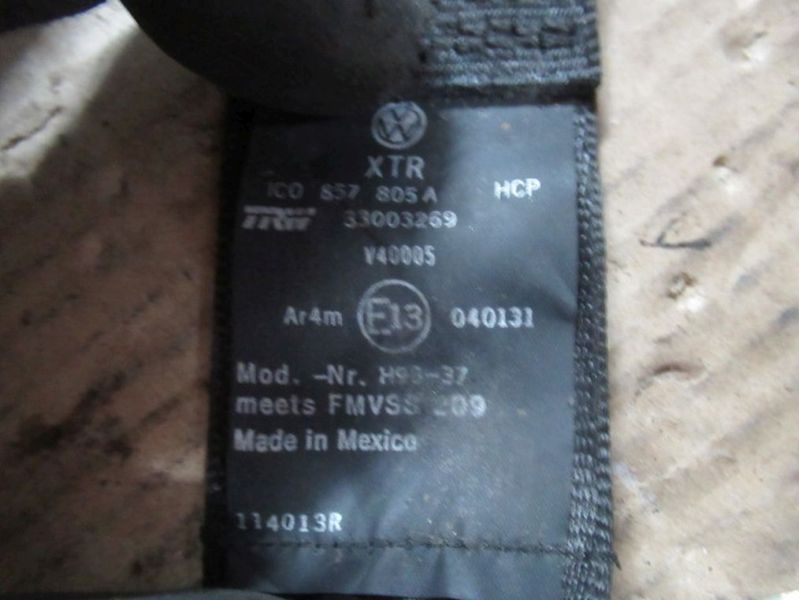 XTR
1C0 857 805 A HCP
TRW 33003269
V40005
Ar4m E13 040131
Mod. -Nr. H93-37
meets FMVSS 209
Made in Mexico
114013R